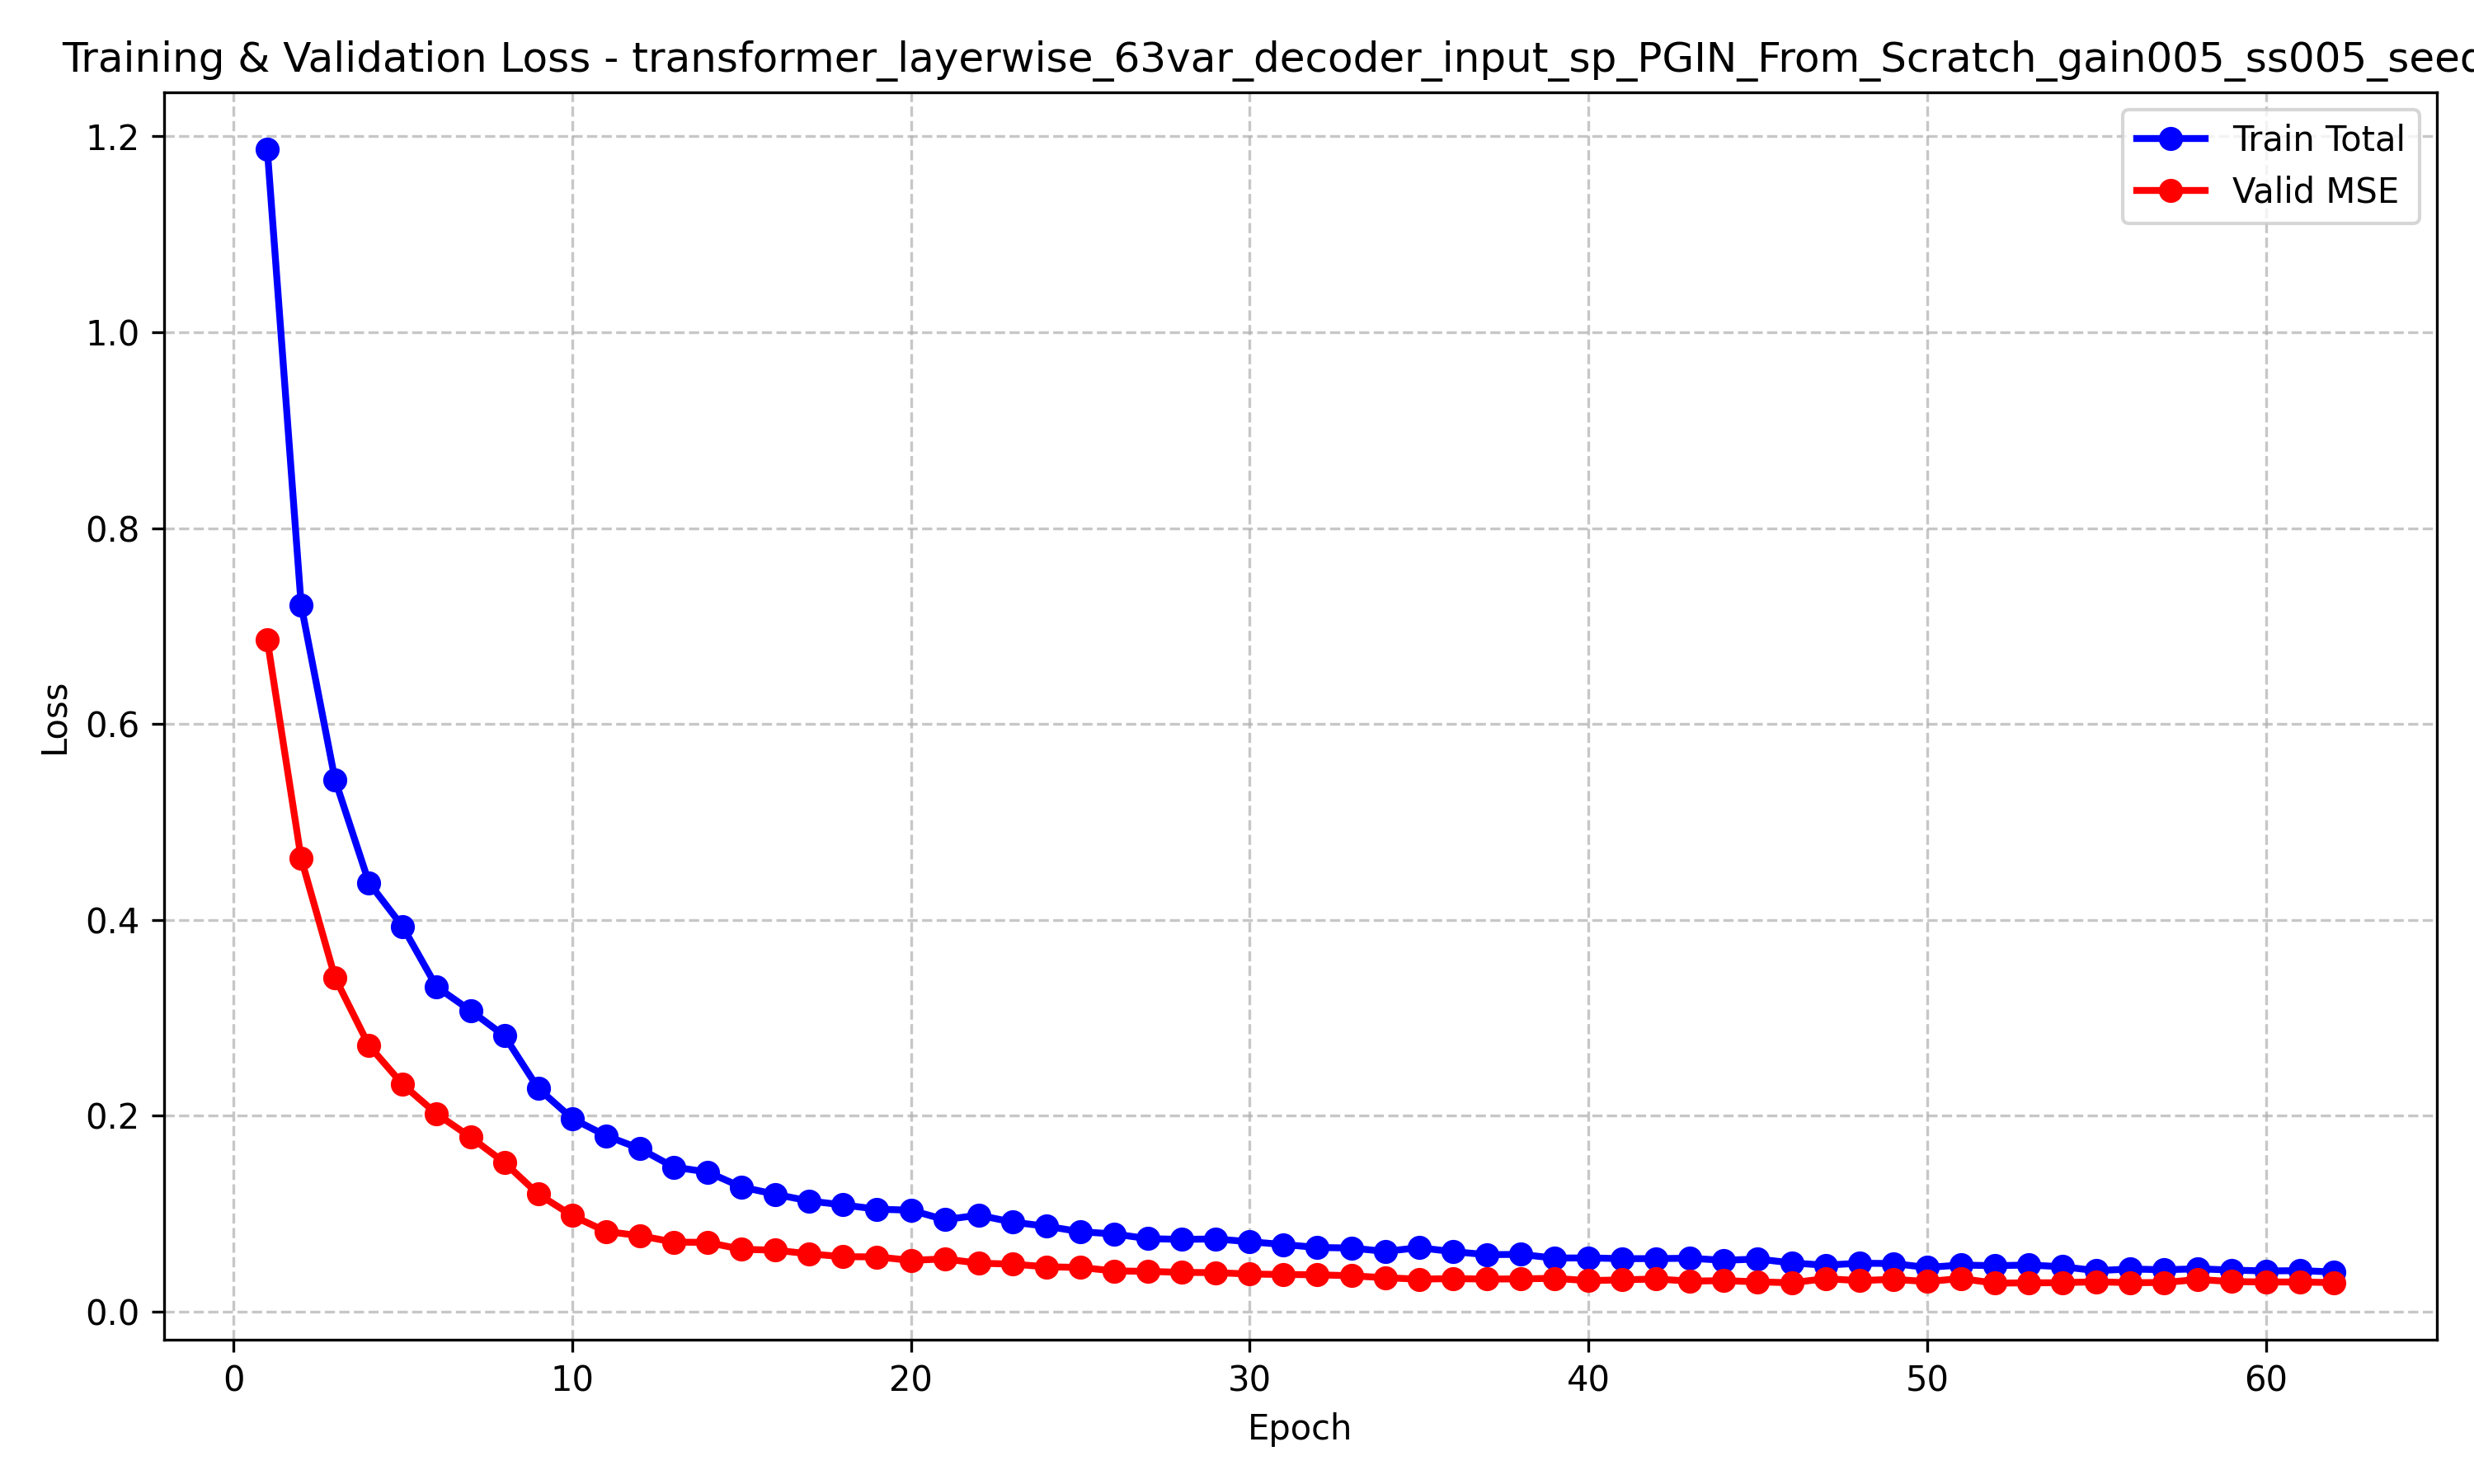 Training & Validation Loss - transformer_layerwise_63var_decoder_input_sp_PGIN_From_Scratch_gain005_ss005_seed
Train Total
Valid MSE
1.2
1.0
0.8
0.6
0.4
0.2
0.0
Loss
0
10
20
30
40
50
60
Epoch